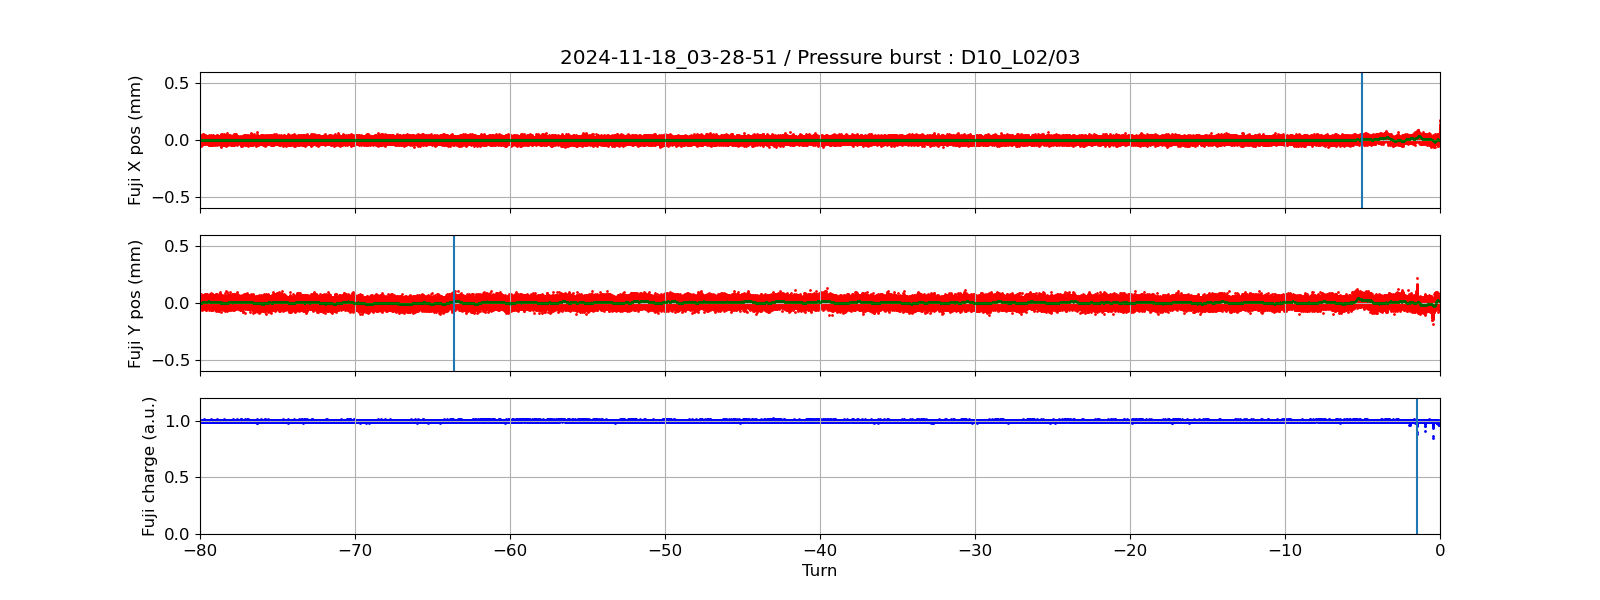 2024-11-18_03-28-51 / Pressure burst : D10_L02/03
Fuji X pos (mm)
0.5
0.0
−0.5
Fuji Y pos (mm)
0.5
0.0
−0.5
Fuji charge (a.u.)
1.0
0.5
0.0
−80 −70 −60 −50 −40 −30 −20 −10 0
Turn